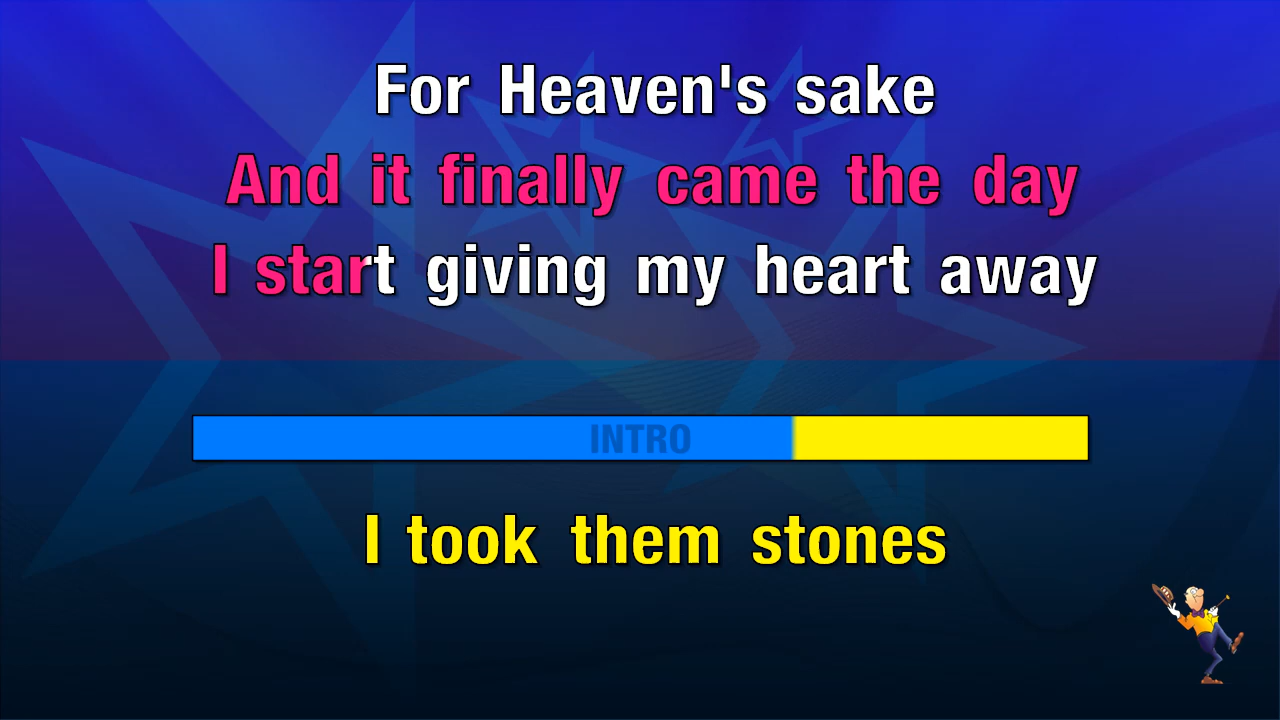 For Heaven's sake
And it finally came the day
I start giving my heart away
INTRO
I took them stones